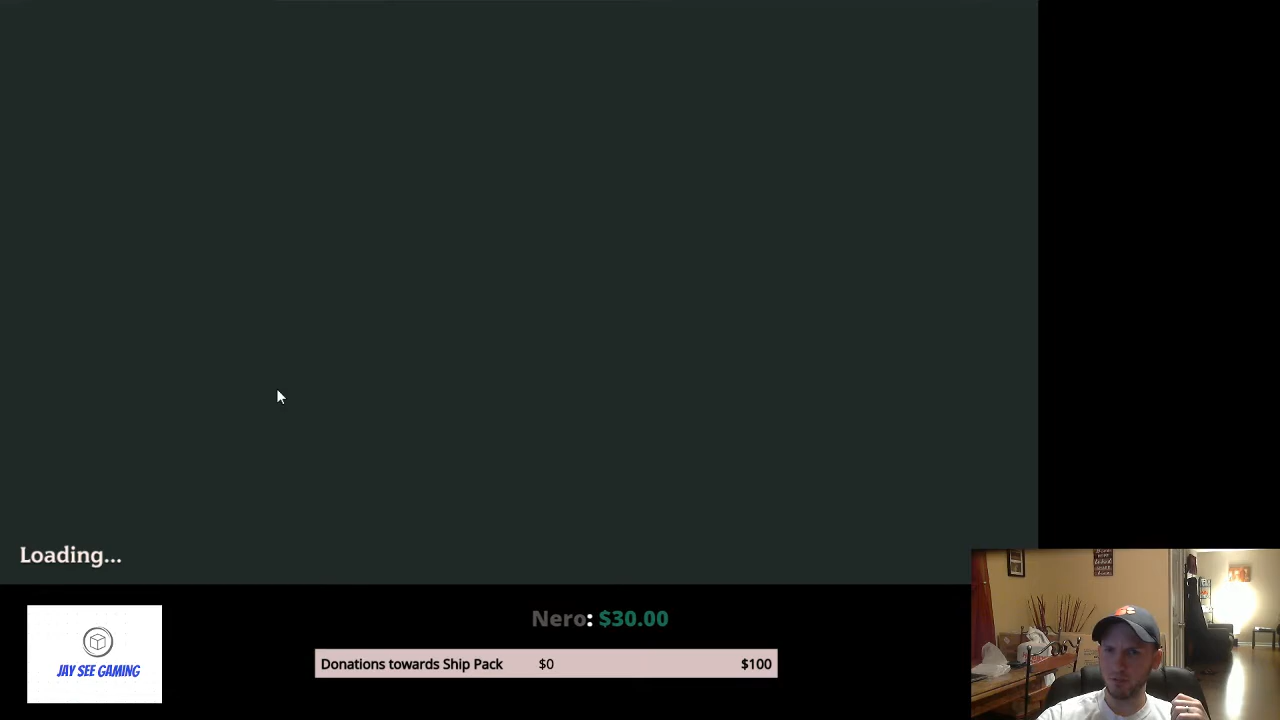 Loading...
Nero: $30.00
JAY SEE GAMING
Donations towards Ship Pack $0 $100